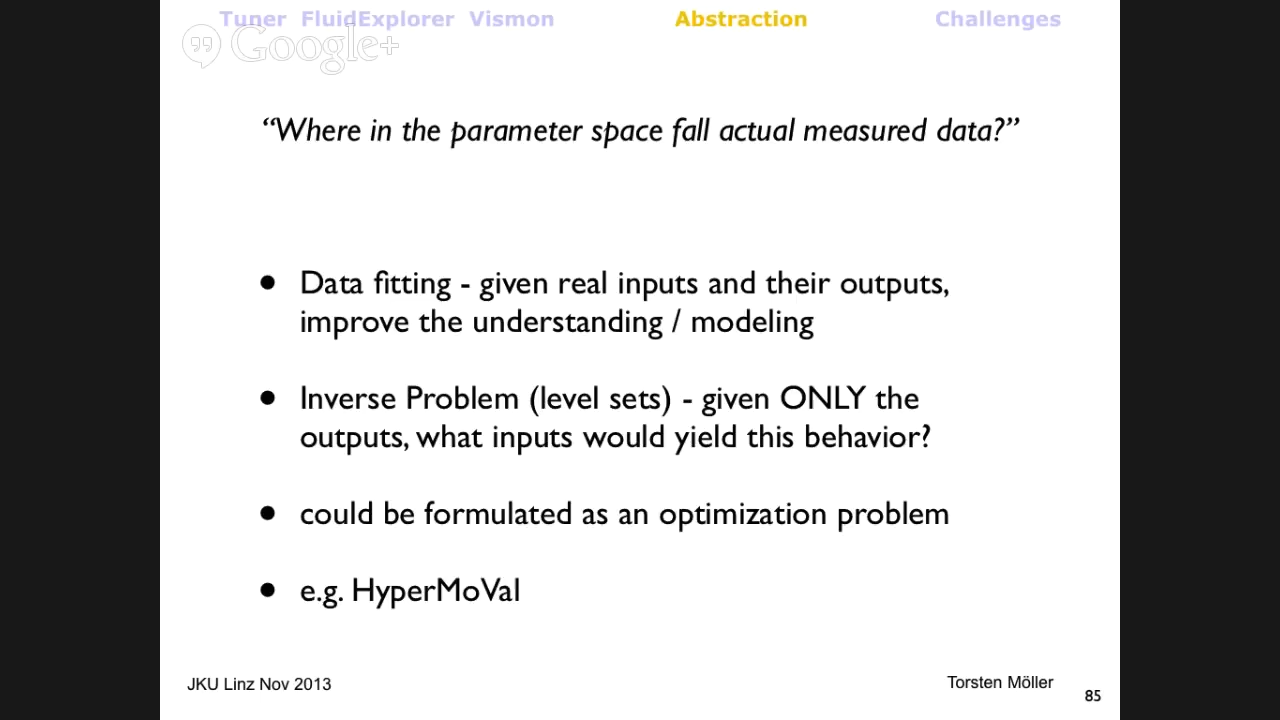 Tuner FluidExplorer Vismon Abstraction Challenges
Google+
“Where in the parameter space fall actual measured data?”
• Data fitting - given real inputs and their outputs,
improve the understanding / modeling
• Inverse Problem (level sets) - given ONLY the
outputs, what inputs would yield this behavior?
• could be formulated as an optimization problem
• e.g. HyperMoVal
JKU Linz Nov 2013
Torsten Möller
85